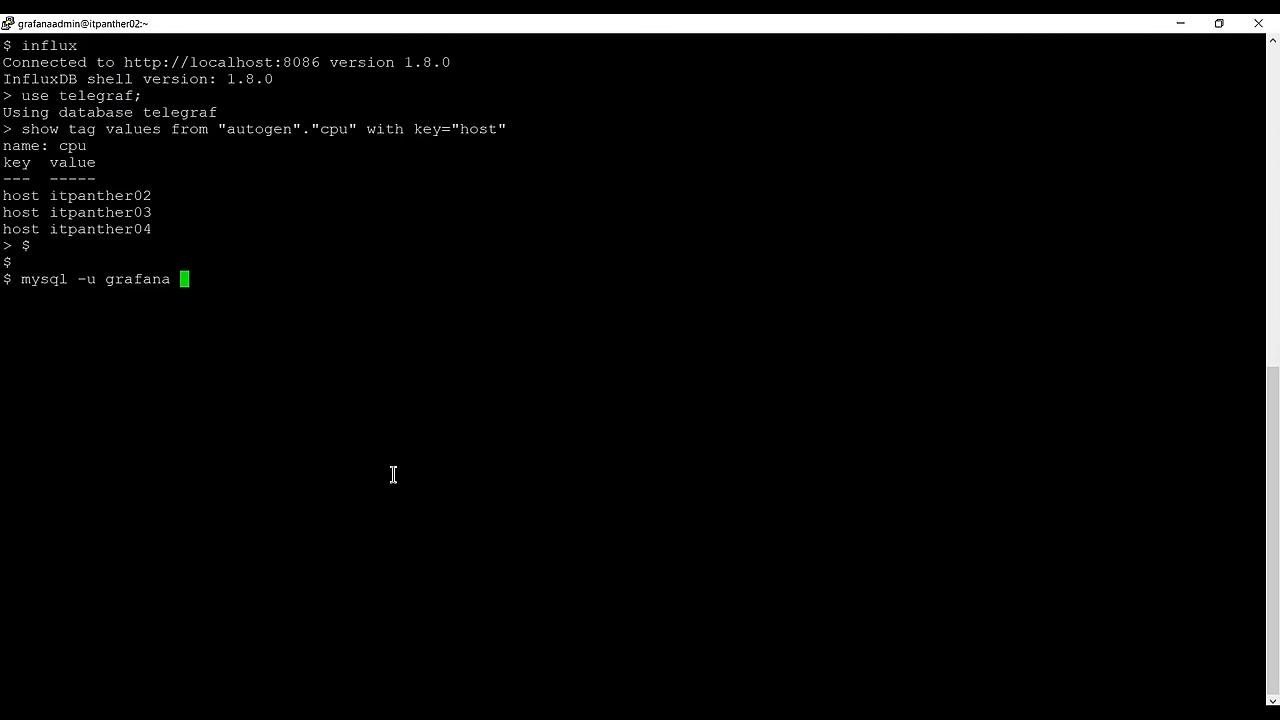 grafanaadmin@itpanther02:~
$ influx
Connected to http://localhost:8086 version 1.8.0
InfluxDB shell version: 1.8.0
> use telegraf;
Using database telegraf
> show tag values from "autogen"."cpu" with key="host"
name: cpu
key  value
---  -----
host itpanther02
host itpanther03
host itpanther04
> $
$
$ mysql -u grafana